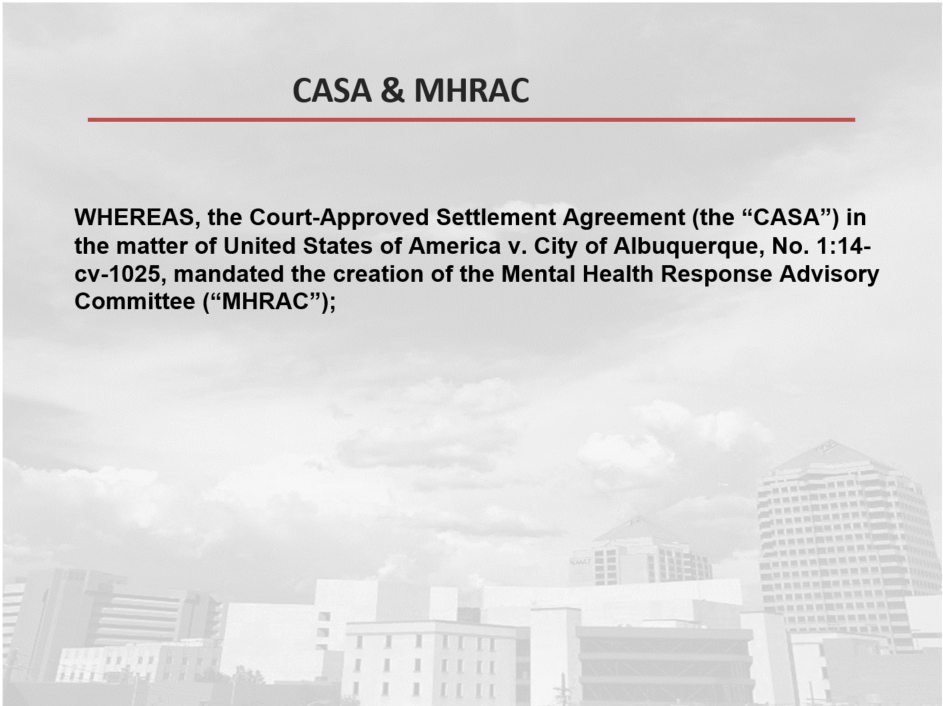 CASA & MHRAC
WHEREAS, the Court-Approved Settlement Agreement (the “CASA”) in
the matter of United States of America v. City of Albuquerque, No. 1:14-
cv-1025, mandated the creation of the Mental Health Response Advisory
Committee (“MHRAC”);